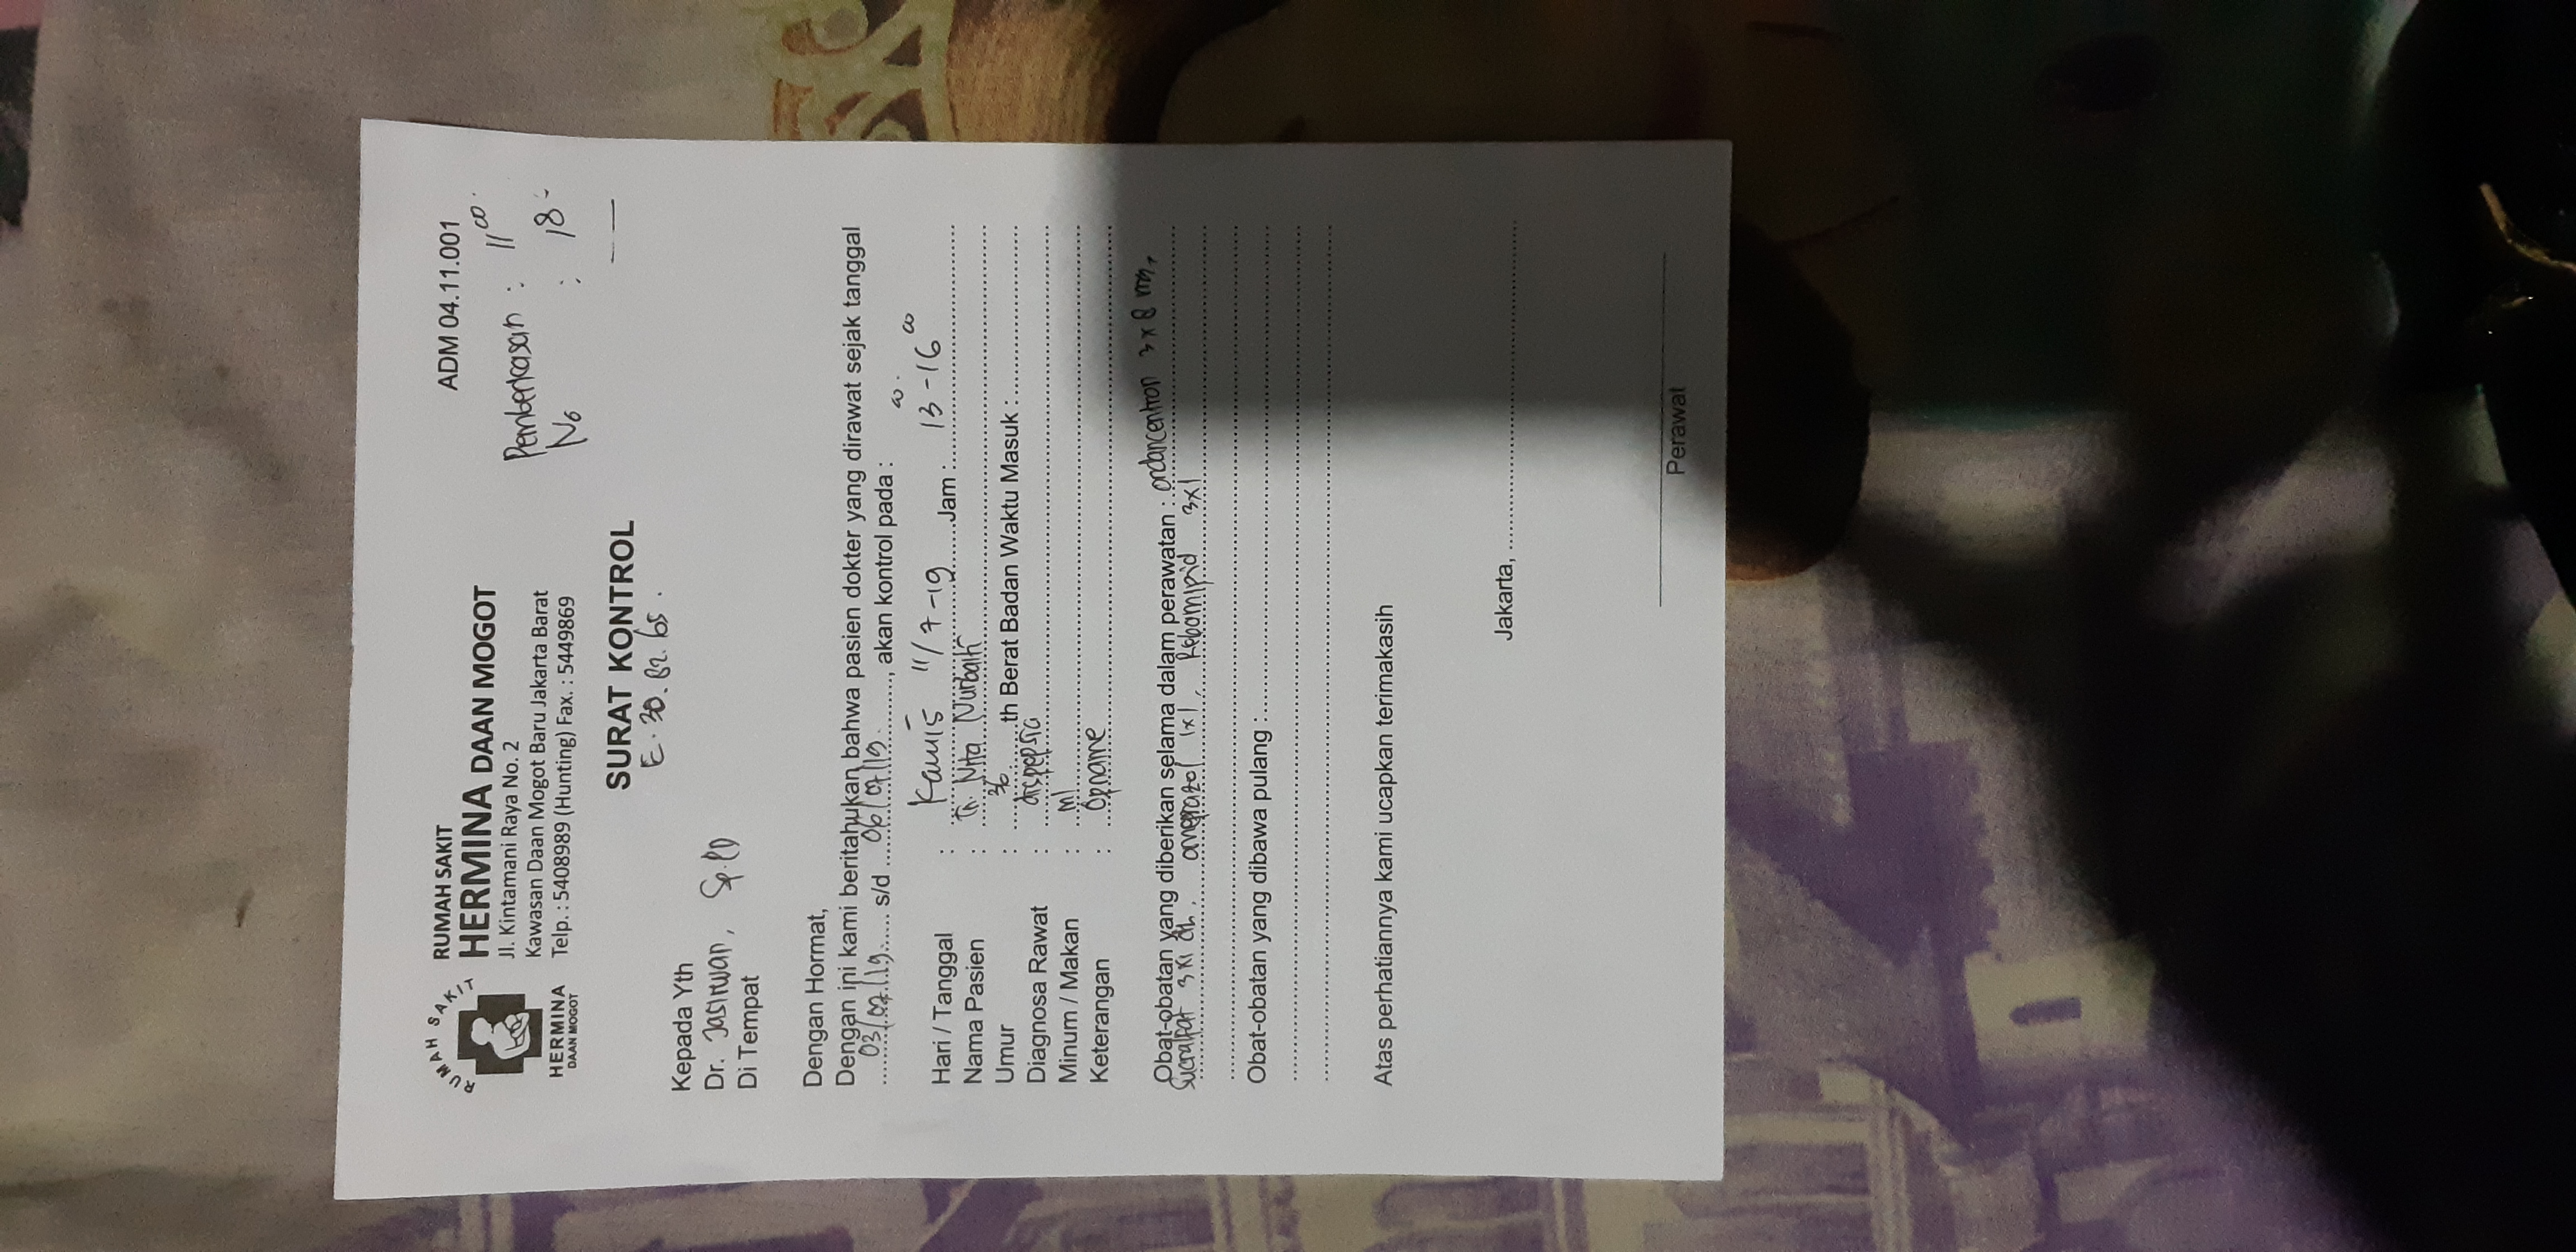 RUMAH SAKIT
HERMINA
DAAN MOGOT
RUMAH SAKIT
HERMINA DAAN MOGOT
Jl. Kintamani Raya No. 2
Kawasan Daan Mogot Baru Jakarta Barat
Telp. : 5408989 (Hunting) Fax. : 5449869
ADM 04.11.001
Pemberkasan : 11 00
No : 18
SURAT KONTROL
E. 30. 82. 65.
Kepada Yth
Dr. Jasirwan, Sp.PD
Di Tempat
Dengan Hormat,
Dengan ini kami beritahukan bahwa pasien dokter yang dirawat sejak tanggal
03/07/19 s/d 06/07/19, akan kontrol pada :
Hari / Tanggal : Kamis 11/7-19 Jam : 13 00 - 16 00
Nama Pasien : Tn. Nita Nurbaiti
Umur : 36 th Berat Badan Waktu Masuk :
Diagnosa Rawat : dispepsia
Minum / Makan : ml
Keterangan : Opname
Obat-obatan yang diberikan selama dalam perawatan : ondancentron 3 x 8 mg,
Sucralfat 3x1 cth. omeprazol 1x1, Rebamipid 3x1
Obat-obatan yang dibawa pulang :
Atas perhatiannya kami ucapkan terimakasih
Jakarta,
Perawat